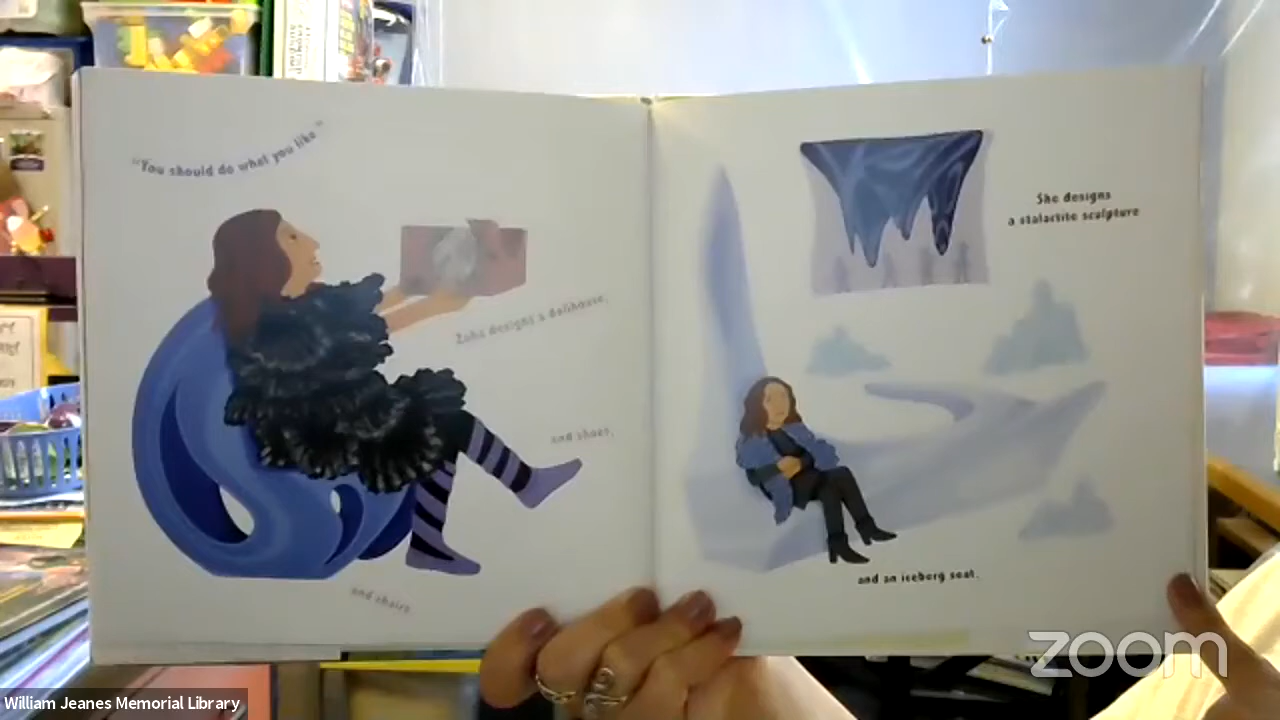 "You should do what you like"
Zaha designs a dollhouse,
and shoes,
and chairs
She designs
a stalactite sculpture
and an iceberg seat.
zoom
William Jeanes Memorial Library